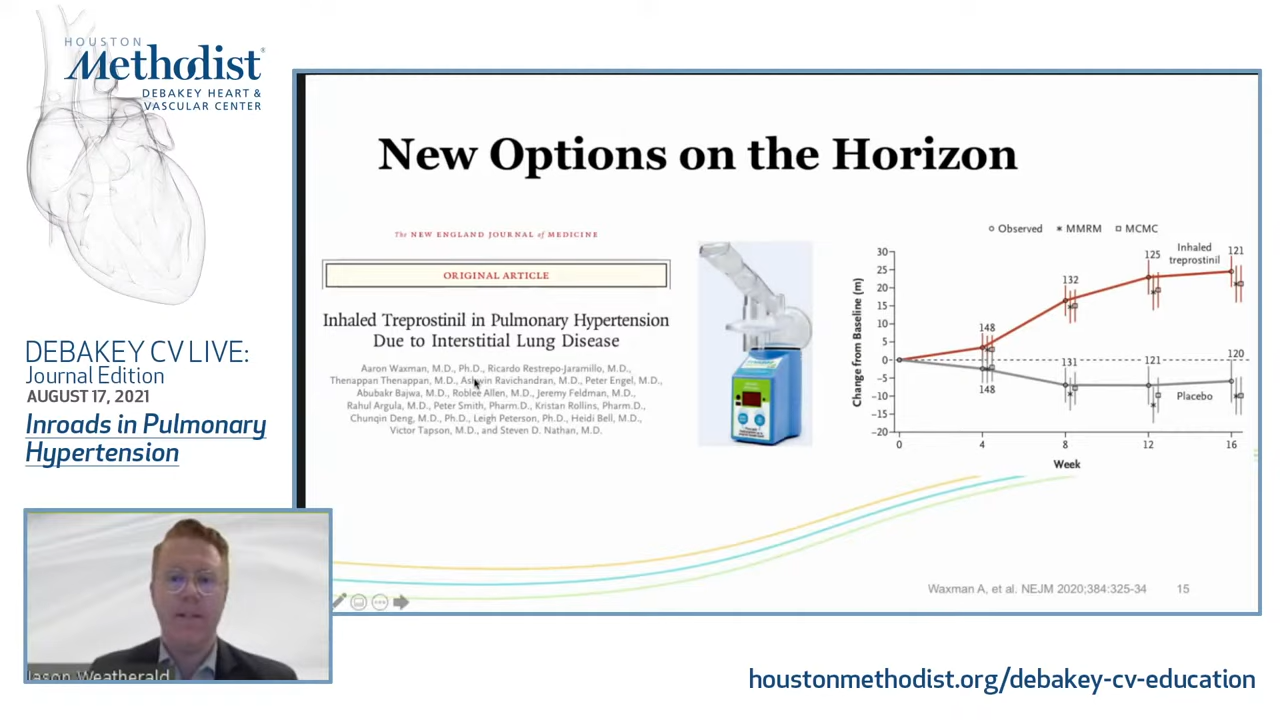 HOUSTON
Methodist
DEBAKEY HEART &
VASCULAR CENTER
DEBAKEY CV LIVE:
Journal Edition
AUGUST 17, 2021
Inroads in Pulmonary
Hypertension
New Options on the Horizon
The NEW ENGLAND JOURNAL of MEDICINE
ORIGINAL ARTICLE
Inhaled Treprostinil in Pulmonary Hypertension
Due to Interstitial Lung Disease
Aaron Waxman, M.D., Ph.D., Ricardo Restrepo-Jaramillo, M.D.,
Thenappan Thenappan, M.D., Ashwin Ravichandran, M.D., Peter Engel, M.D.,
Abubakr Bajwa, M.D., Roblee Allen, M.D., Jeremy Feldman, M.D.,
Rahul Argula, M.D., Peter Smith, Pharm.D., Kristan Rollins, Pharm.D.,
Chunqin Deng, M.D., Ph.D., Leigh Peterson, Ph.D., Heidi Bell, M.D.,
Victor Tapson, M.D., and Steven D. Nathan, M.D.
Observed MMRM MCMC
Change from Baseline (m)
30
25
20
15
10
5
0
-5
-10
-15
-20
148
132
125
121
Inhaled
treprostinil
148
131
121
120
Placebo
0 4 8 12 16
Week
Waxman A, et al. NEJM 2020;384:325-34 15
Jason Weatherald
houstonmethodist.org/debakey-cv-education